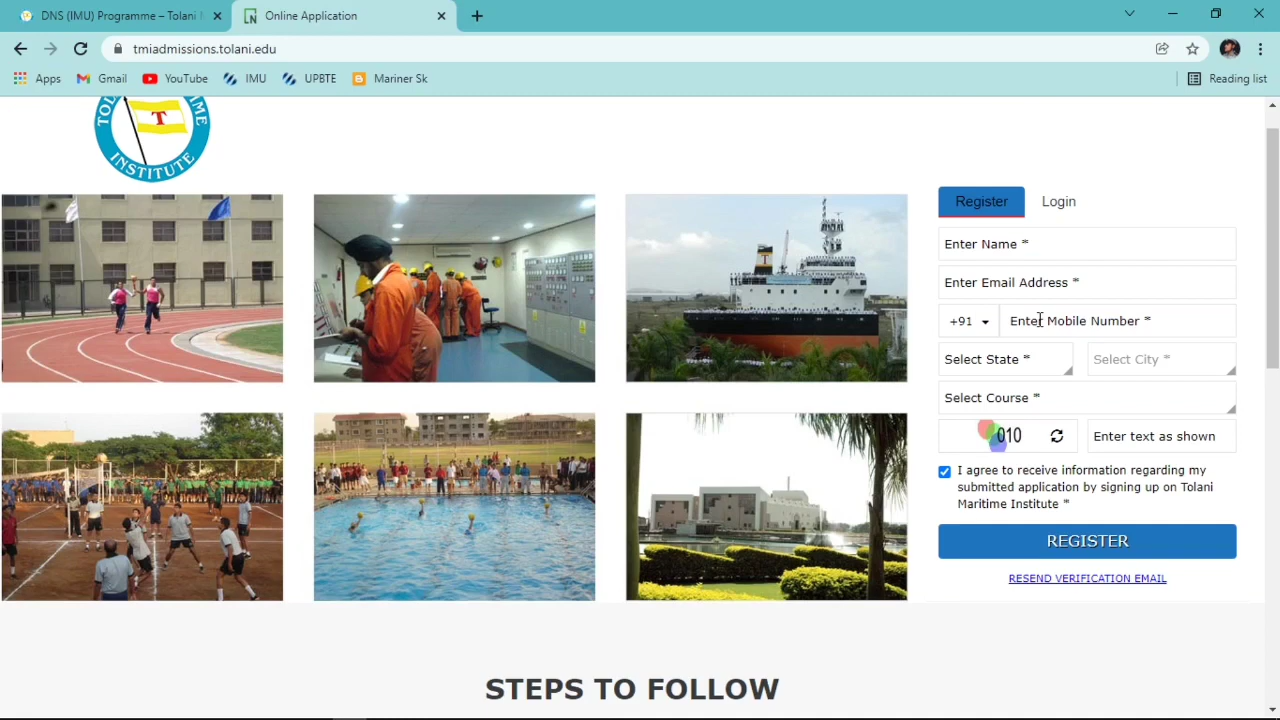 DNS (IMU) Programme – Tolani
Online Application
tmiadmissions.tolani.edu
Apps
Gmail
YouTube
IMU
UPBTE
Mariner Sk
Reading list
INSTITUTE
T
T
Register
Login
Enter Name *
Enter Email Address *
+91
Enter Mobile Number *
Select State *
Select City *
Select Course *
010
Enter text as shown
I agree to receive information regarding my
submitted application by signing up on Tolani
Maritime Institute *
REGISTER
RESEND VERIFICATION EMAIL
STEPS TO FOLLOW